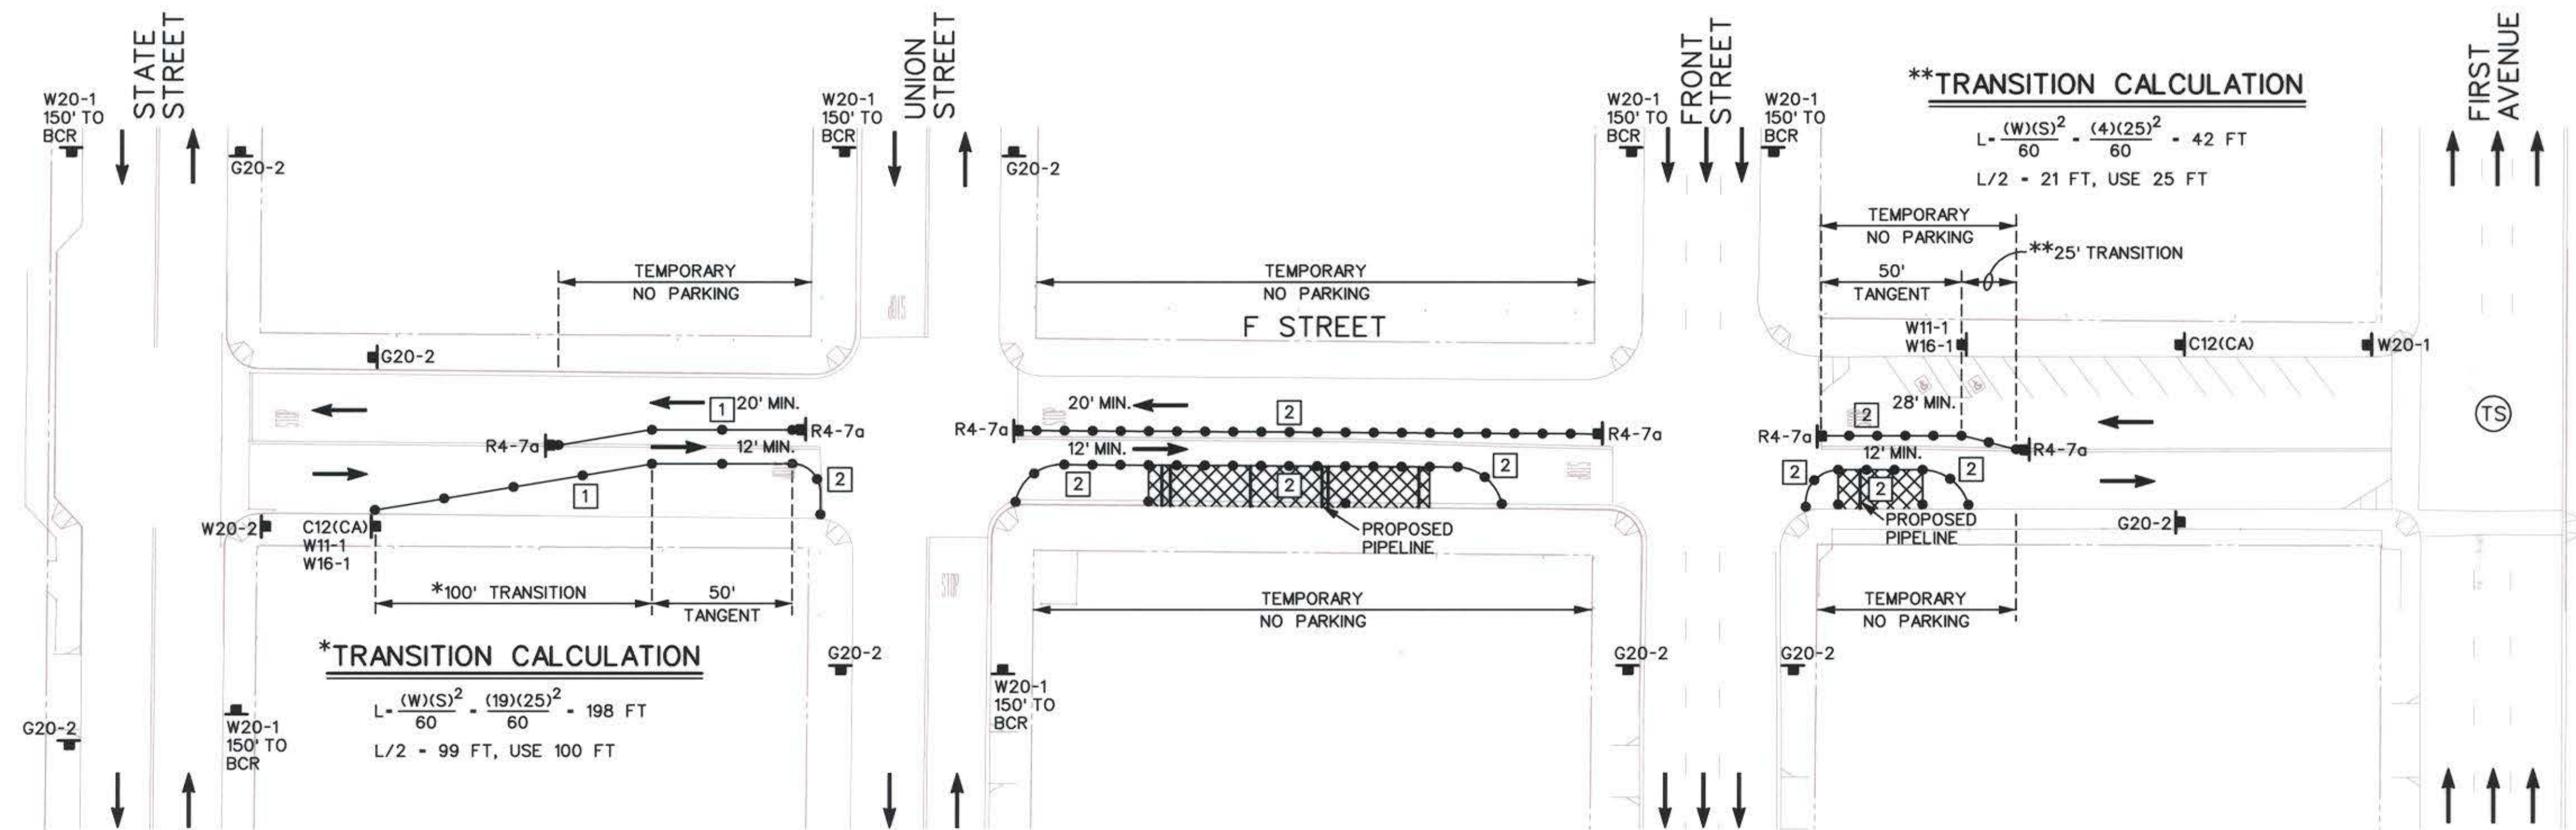 STATE
STREET
UNION
STREET
FRONT
STREET
FIRST
AVENUE
W20-1
150' TO
BCR
G20-2
W20-1
150' TO
BCR
G20-2
W20-1
150' TO
BCR
W20-1
150' TO
BCR
**TRANSITION CALCULATION
L-(W)(S)²/60 - (4)(25)²/60 - 42 FT
L/2 - 21 FT, USE 25 FT
TEMPORARY
NO PARKING
**25' TRANSITION
50'
TANGENT
TEMPORARY
NO PARKING
TEMPORARY
NO PARKING
F STREET
STOP
G20-2
W11-1
W16-1
C12(CA)
W20-1
STOP
1
20' MIN.
R4-7a
R4-7a
12' MIN.
1
2
R4-7a
20' MIN.
STOP
2
R4-7a
12' MIN.
2
2
2
STOP
PROPOSED
PIPELINE
R4-7a
2
28' MIN.
R4-7a
12' MIN.
2
2
2
PROPOSED
PIPELINE
G20-2
TS
W20-2
C12(CA)
W11-1
W16-1
*100' TRANSITION
50'
TANGENT
STOP
TEMPORARY
NO PARKING
TEMPORARY
NO PARKING
*TRANSITION CALCULATION
L-(W)(S)²/60 - (19)(25)²/60 - 198 FT
L/2 - 99 FT, USE 100 FT
G20-2
W20-1
150' TO
BCR
G20-2
W20-1
150' TO
BCR
G20-2
G20-2